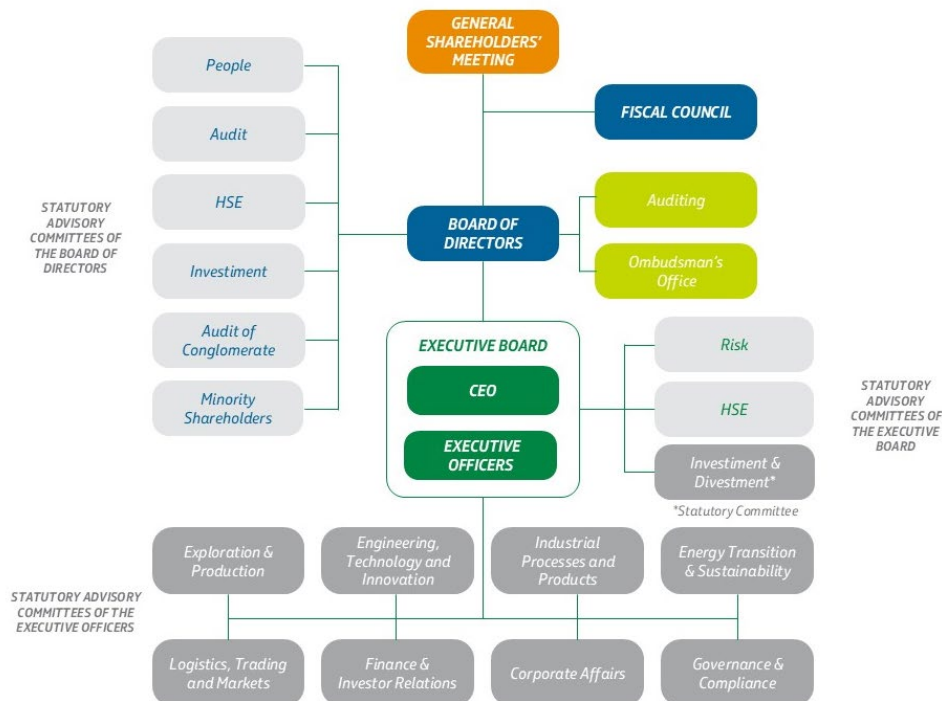 GENERAL
SHAREHOLDERS'
MEETING
People
FISCAL COUNCIL
Audit
HSE
STATUTORY
ADVISORY
COMMITTEES OF
THE BOARD OF
DIRECTORS
BOARD OF
DIRECTORS
Auditing
Investiment
Ombudsman's
Office
Audit of
Conglomerate
Minority
Shareholders
EXECUTIVE BOARD
CEO
EXECUTIVE
OFFICERS
Risk
HSE
Investiment &
Divestment*
*Statutory Committee
STATUTORY
ADVISORY
COMMITTEES OF
THE EXECUTIVE
BOARD
Exploration &
Production
Engineering,
Technology and
Innovation
Industrial
Processes and
Products
Energy Transition
& Sustainability
STATUTORY ADVISORY
COMMITTEES OF THE
EXECUTIVE OFFICERS
Logistics, Trading
and Markets
Finance &
Investor Relations
Corporate Affairs
Governance &
Compliance